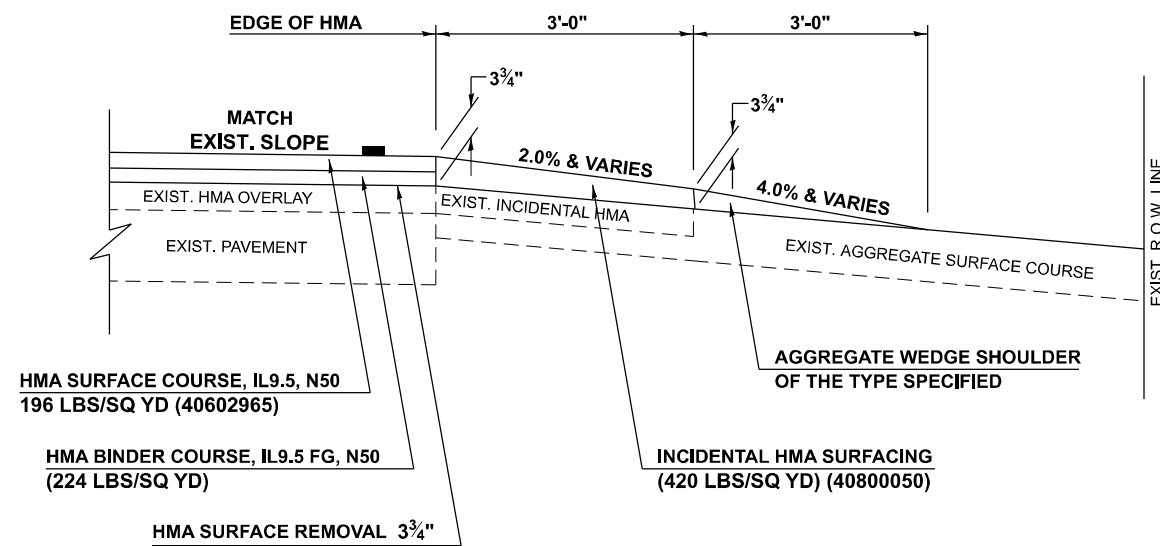 EDGE OF HMA
3'-0"
3'-0"
3¾"
3¾"
MATCH
EXIST. SLOPE
2.0% & VARIES
4.0% & VARIES
EXIST. HMA OVERLAY
EXIST. INCIDENTAL HMA
EXIST. PAVEMENT
EXIST. AGGREGATE SURFACE COURSE
EXIST. ROW LINE
AGGREGATE WEDGE SHOULDER
OF THE TYPE SPECIFIED
HMA SURFACE COURSE, IL9.5, N50
196 LBS/SQ YD (40602965)
HMA BINDER COURSE, IL9.5 FG, N50
(224 LBS/SQ YD)
INCIDENTAL HMA SURFACING
(420 LBS/SQ YD) (40800050)
HMA SURFACE REMOVAL 3¾"